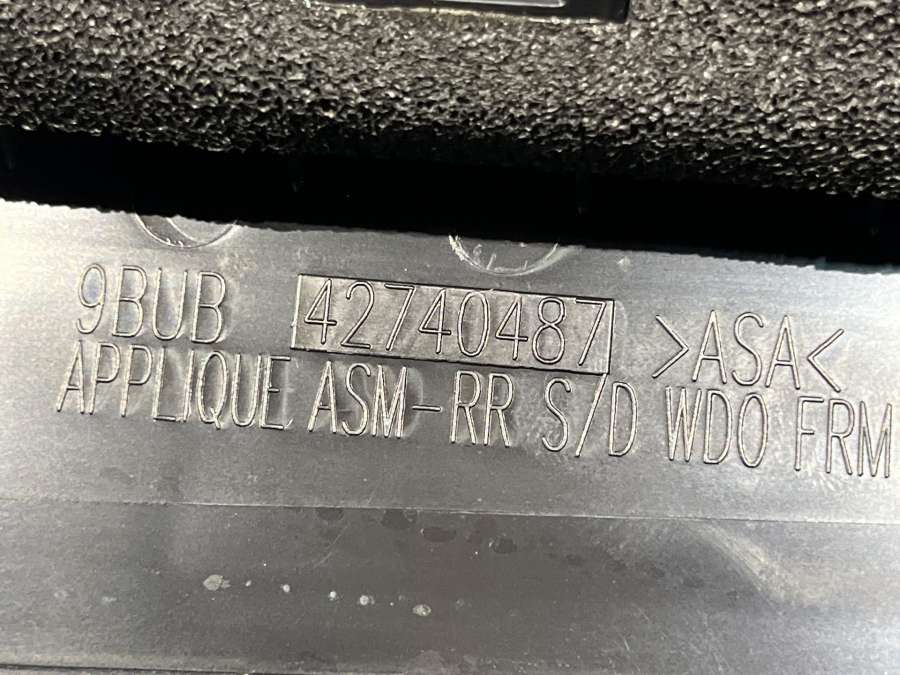 9BUB 42740487 >ASA<
APPLIQUE ASM-RR S/D WDO FRM